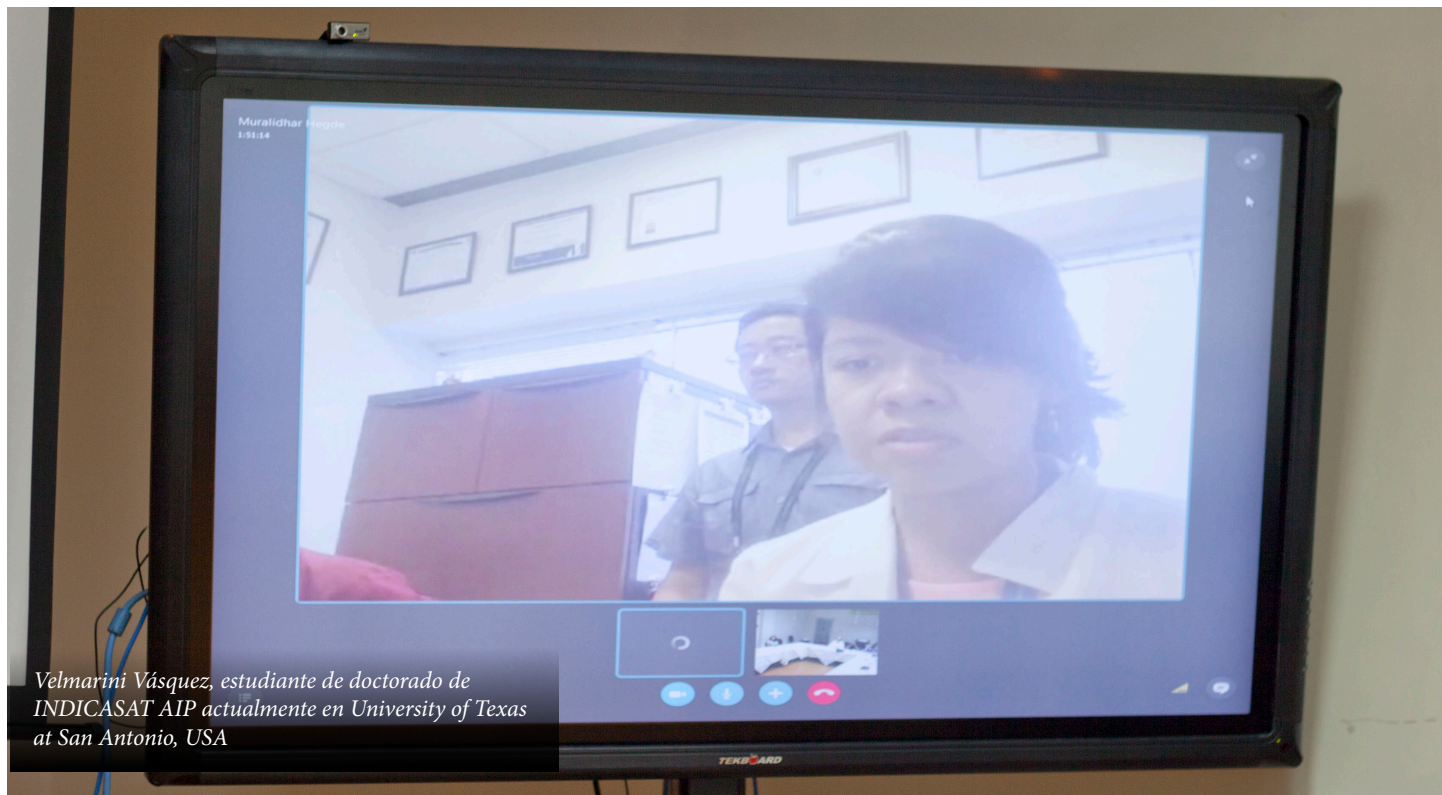 Muralidhar Hegde
1:51:14
Velmarini Vásquez, estudiante de doctorado de
INDICASAT AIP actualmente en University of Texas
at San Antonio, USA
TEKBOARD